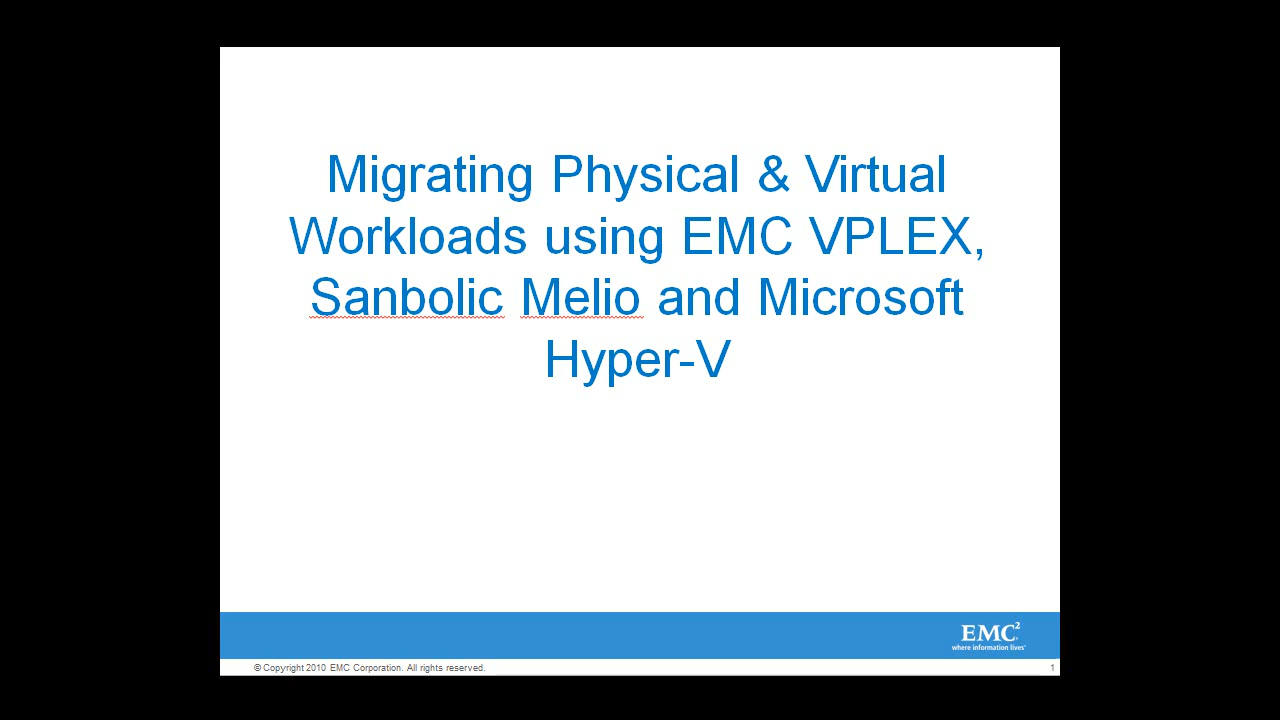 Migrating Physical & Virtual
Workloads using EMC VPLEX,
Sanbolic Melio and Microsoft
Hyper-V
EMC²
where information lives®
© Copyright 2010 EMC Corporation. All rights reserved.
1